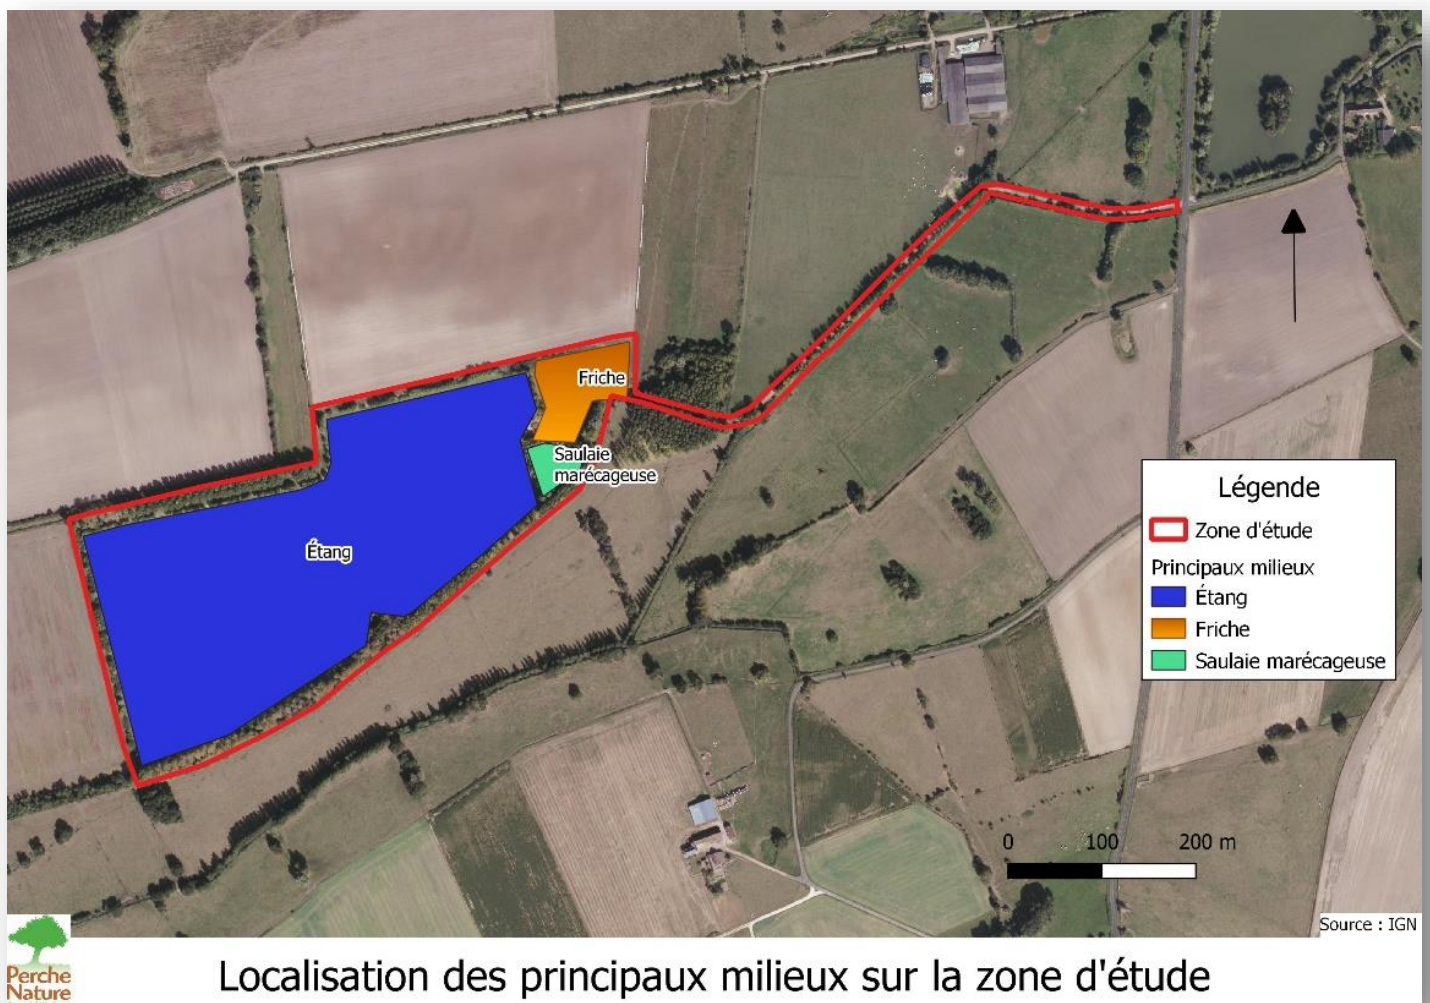 Friche
Saulaie
marécageuse
Étang
Légende
Zone d'étude
Principaux milieux
Étang
Friche
Saulaie marécageuse
0 100 200 m
Source : IGN
Perche
Nature
Localisation des principaux milieux sur la zone d'étude